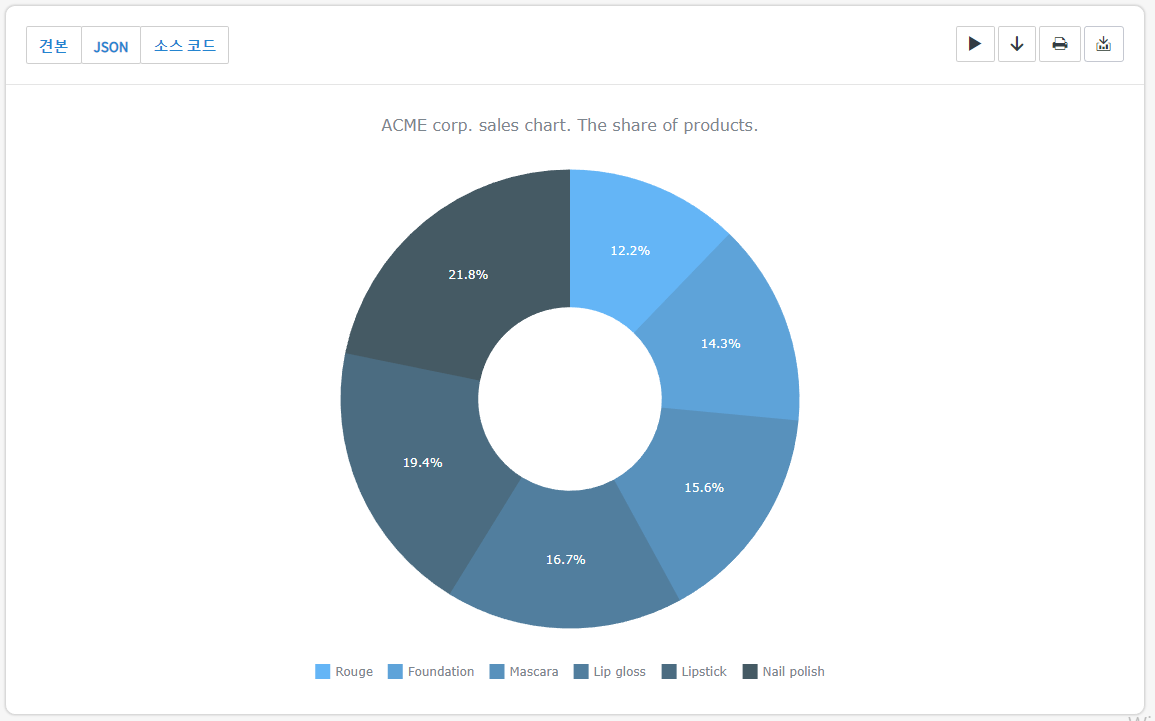 견본 JSON 소스 코드
ACME corp. sales chart. The share of products.
12.2%
21.8%
14.3%
19.4%
15.6%
16.7%
Rouge Foundation Mascara Lip gloss Lipstick Nail polish